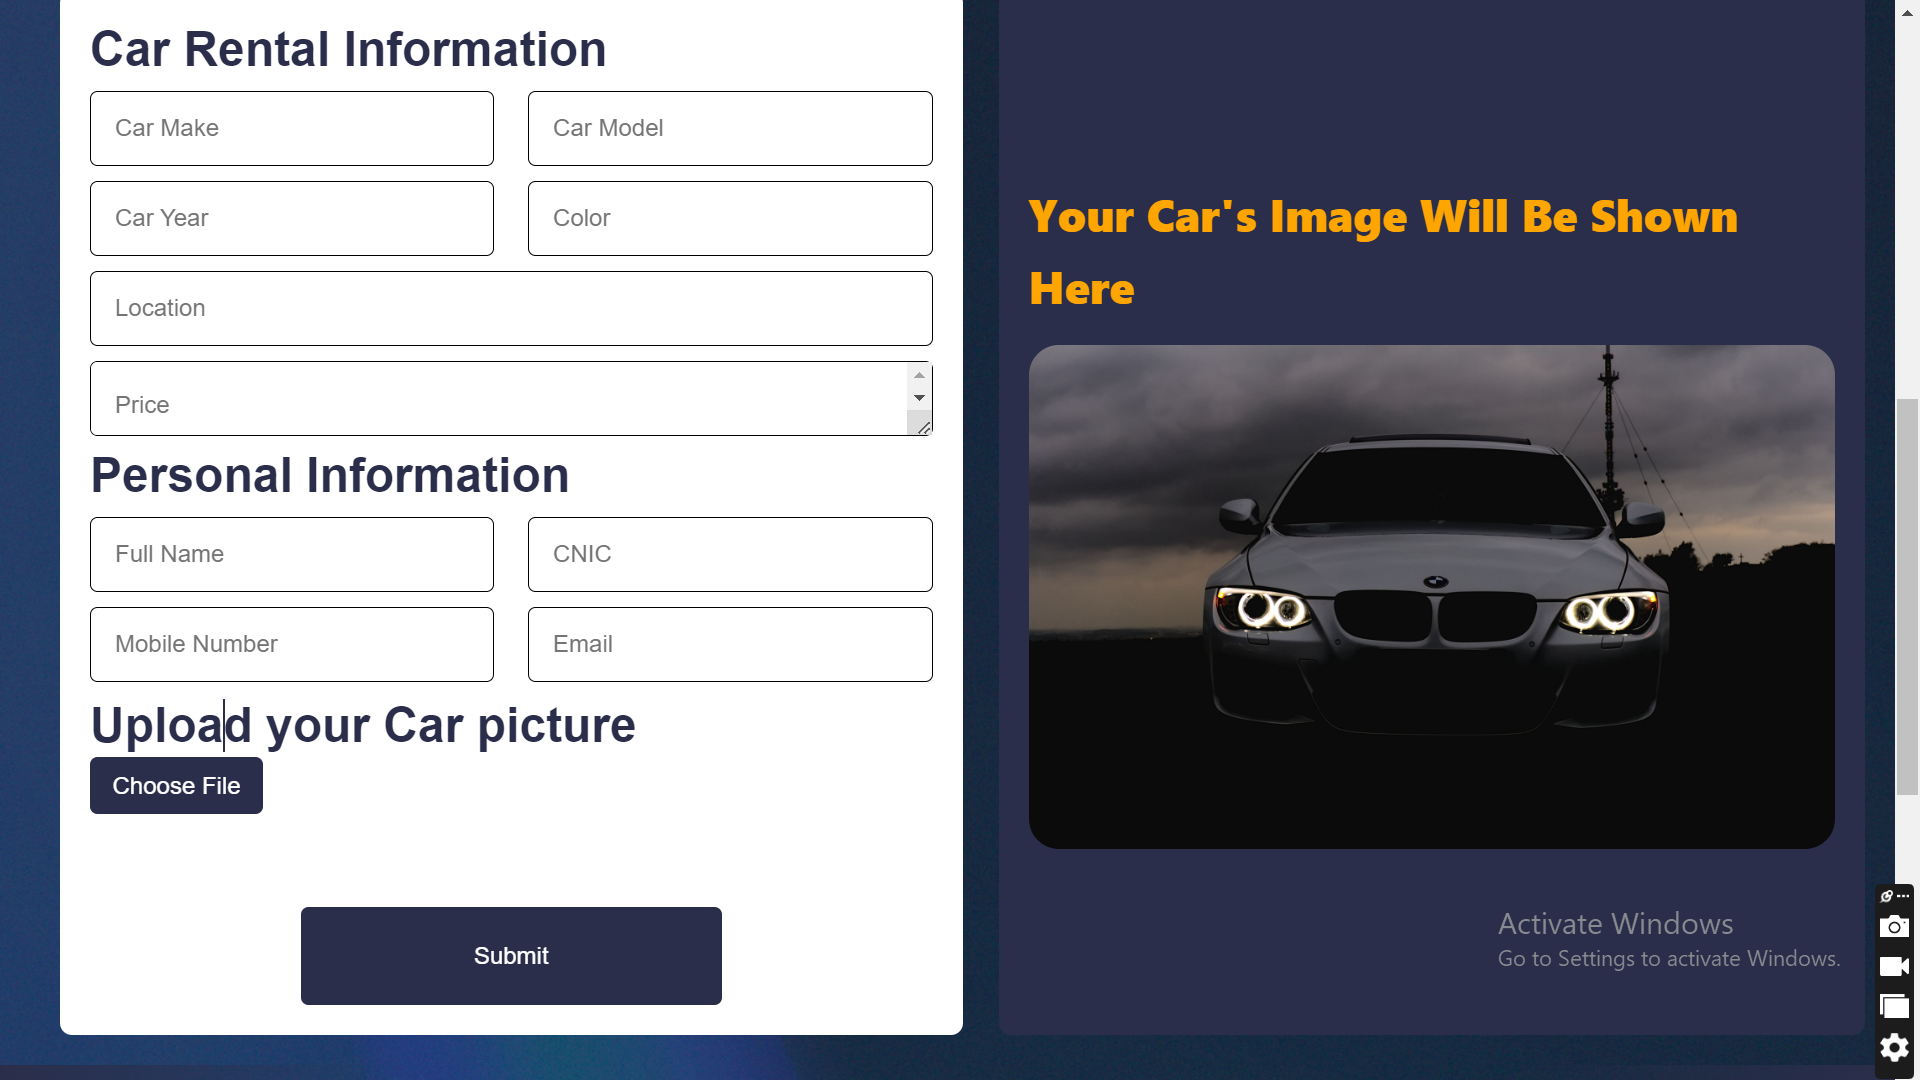 Car Rental Information
Car Make
Car Model
Car Year
Color
Location
Price
Personal Information
Full Name
CNIC
Mobile Number
Email
Upload your Car picture
Choose File
Submit
Your Car's Image Will Be Shown
Here
Activate Windows
Go to Settings to activate Windows.